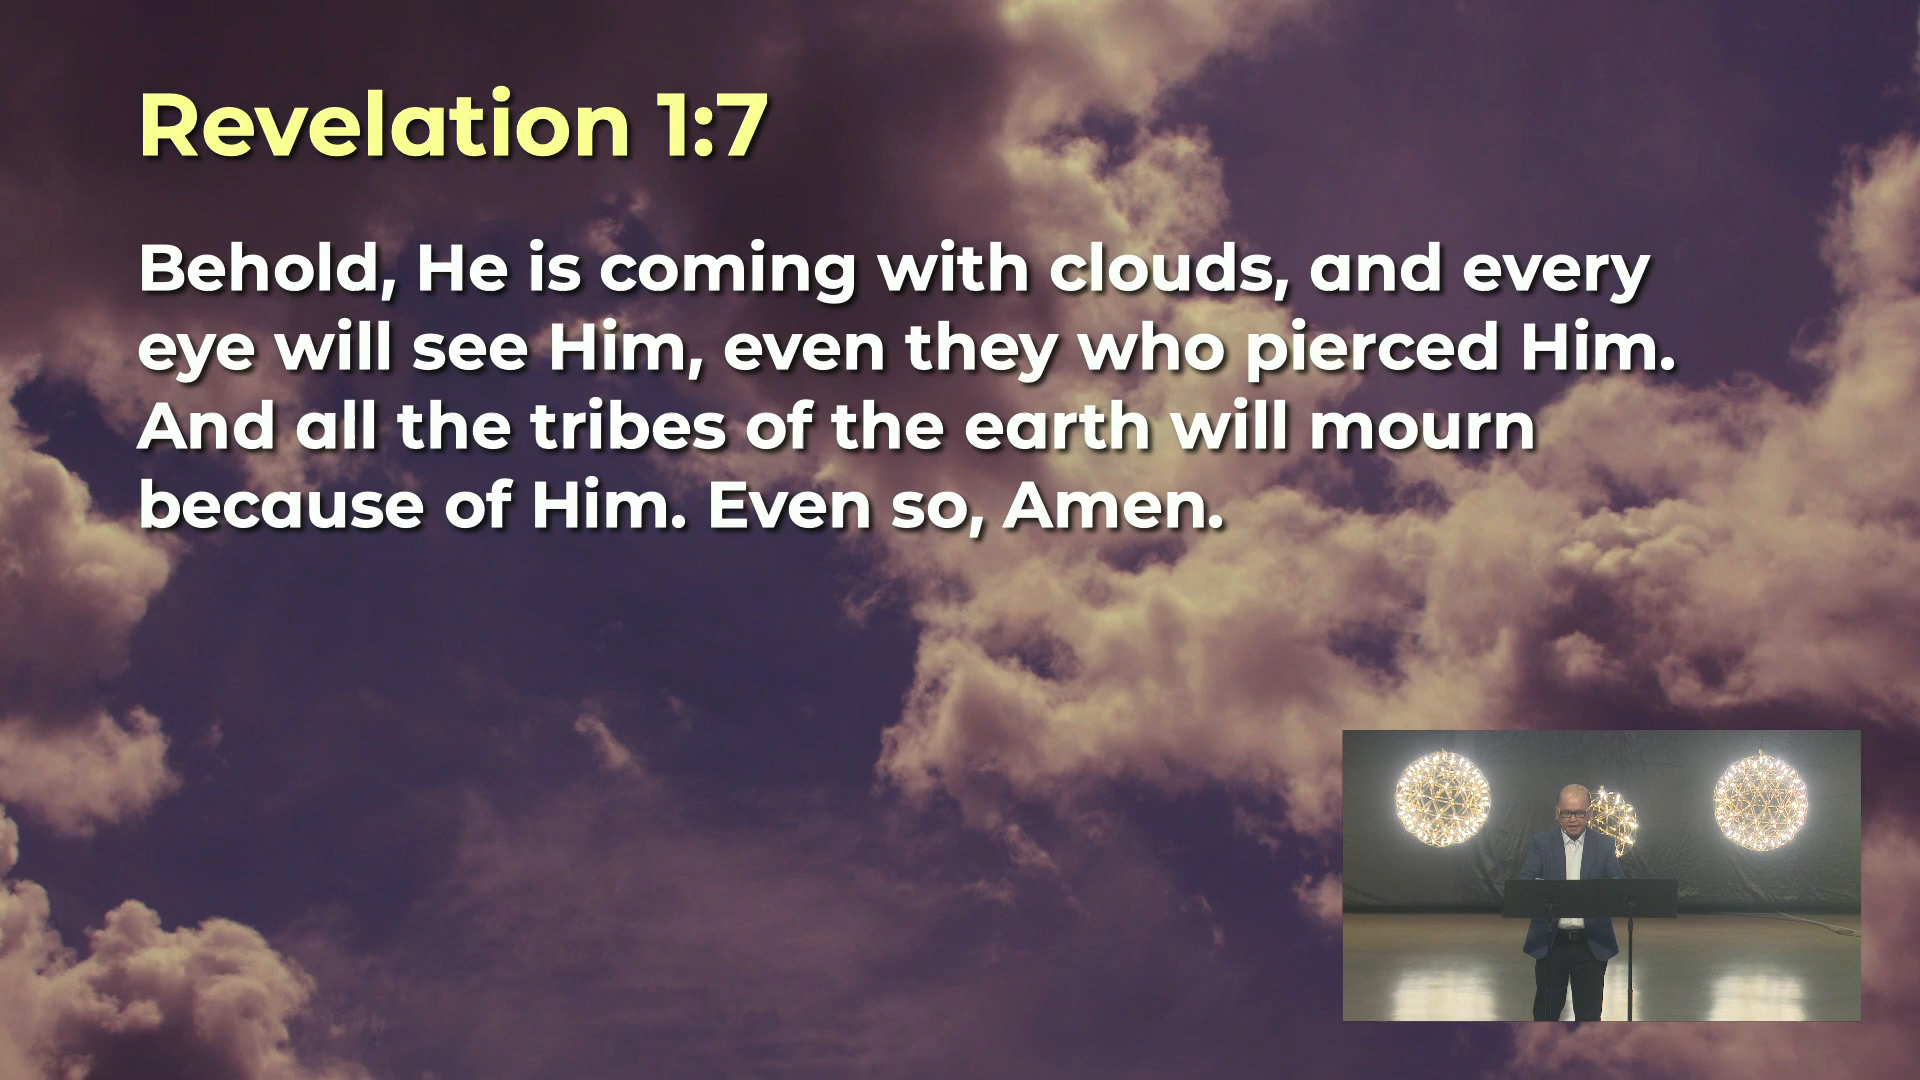 Revelation 1:7
Behold, He is coming with clouds, and every
eye will see Him, even they who pierced Him.
And all the tribes of the earth will mourn
because of Him. Even so, Amen.